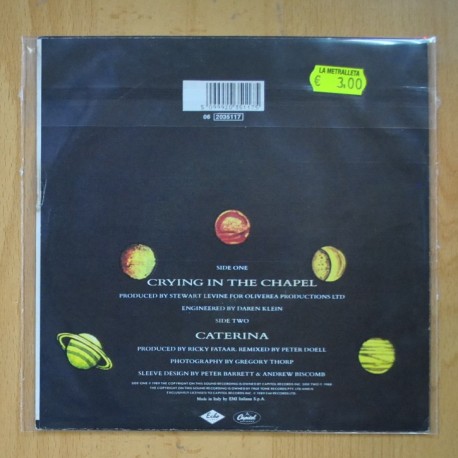 LA METRALLETA
€ 3,00
06 2035117
SIDE ONE
CRYING IN THE CHAPEL
PRODUCED BY STEWART LEVINE FOR OLIVEREA PRODUCTIONS LTD
ENGINEERED BY DAREN KLEIN
SIDE TWO
CATERINA
PRODUCED BY RICKY FATAAR, REMIXED BY PETER DOELL
PHOTOGRAPHY BY GREGORY THORP
SLEEVE DESIGN BY PETER BARRETT & ANDREW BISCOMB
Made in Italy by EMI Italiana S.p.A.
Capitol